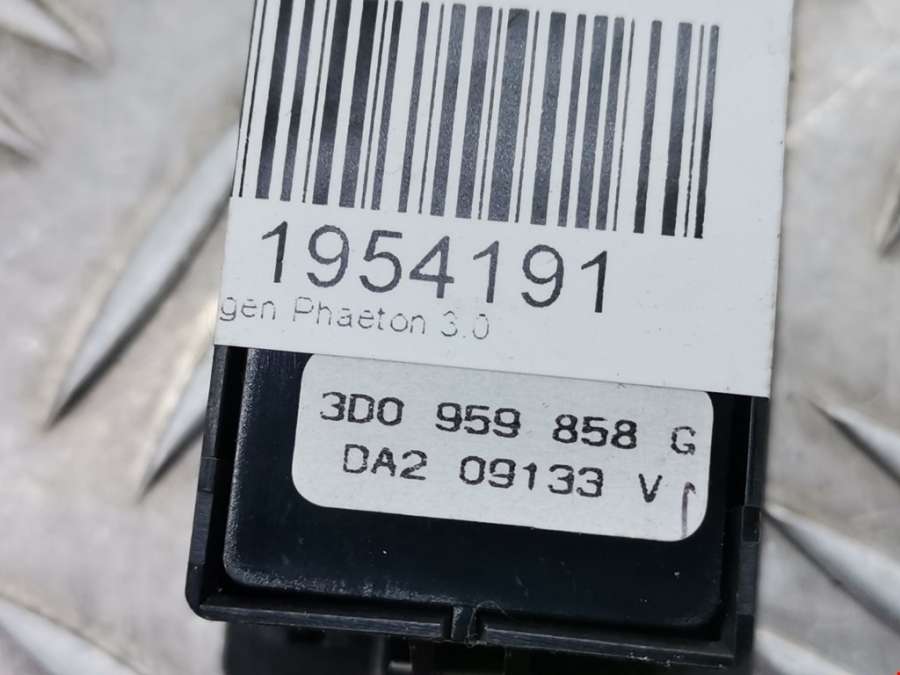 1954191
gen Phaeton 3.0
3D0 959 858 G
DA2 09133 V